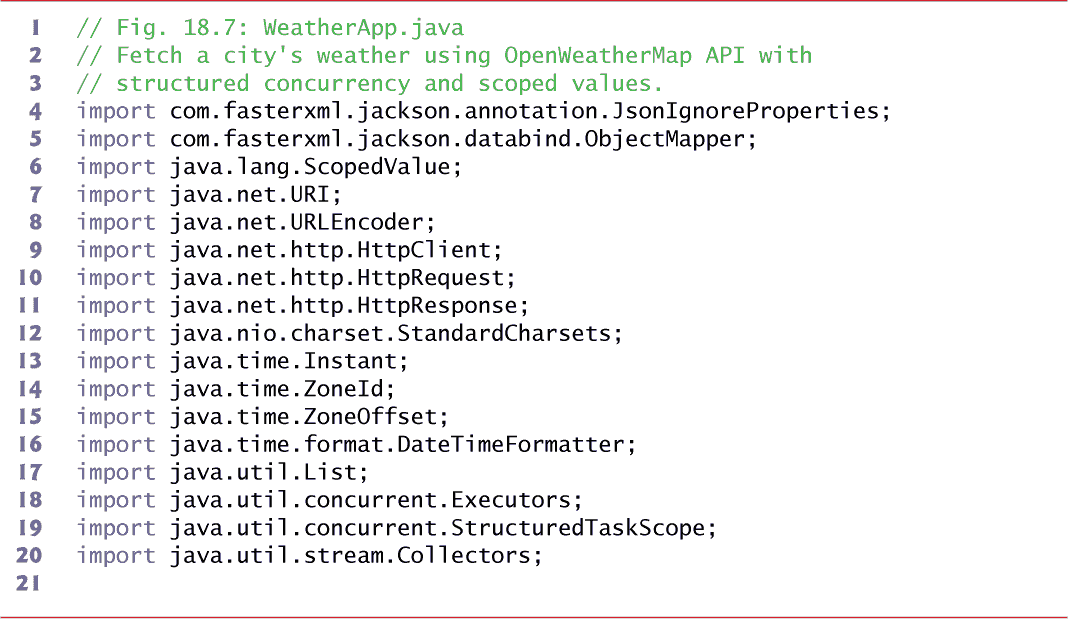 1 // Fig. 18.7: WeatherApp.java
2 // Fetch a city's weather using OpenWeatherMap API with
3 // structured concurrency and scoped values.
4 import com.fasterxml.jackson.annotation.JsonIgnoreProperties;
5 import com.fasterxml.jackson.databind.ObjectMapper;
6 import java.lang.ScopedValue;
7 import java.net.URI;
8 import java.net.URLEncoder;
9 import java.net.http.HttpClient;
10 import java.net.http.HttpRequest;
11 import java.net.http.HttpResponse;
12 import java.nio.charset.StandardCharsets;
13 import java.time.Instant;
14 import java.time.ZoneId;
15 import java.time.ZoneOffset;
16 import java.time.format.DateTimeFormatter;
17 import java.util.List;
18 import java.util.concurrent.Executors;
19 import java.util.concurrent.StructuredTaskScope;
20 import java.util.stream.Collectors;
21